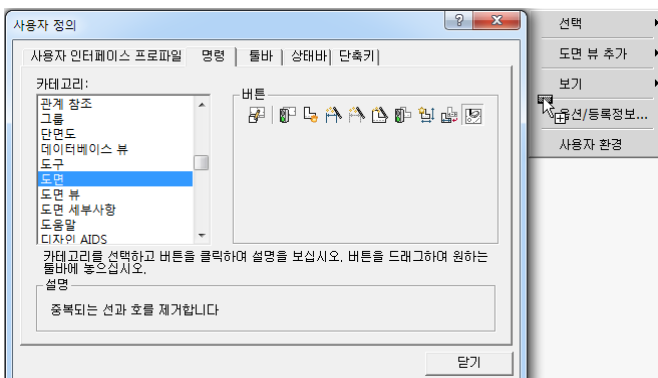 사용자 정의
사용자 인터페이스 프로파일
명령
툴바
상태바
단축키
카테고리:
관계 참조
그룹
단면도
데이터베이스 뷰
도구
도면
도면 뷰
도면 세부사항
도움말
디자인 AIDS
버튼
카테고리를 선택하고 버튼을 클릭하여 설명을 보십시오. 버튼을 드래그하여 원하는
툴바에 놓으십시오.
설명
중복되는 선과 호를 제거합니다
닫기
선택
도면 뷰 추가
보기
옵션/등록정보...
사용자 환경